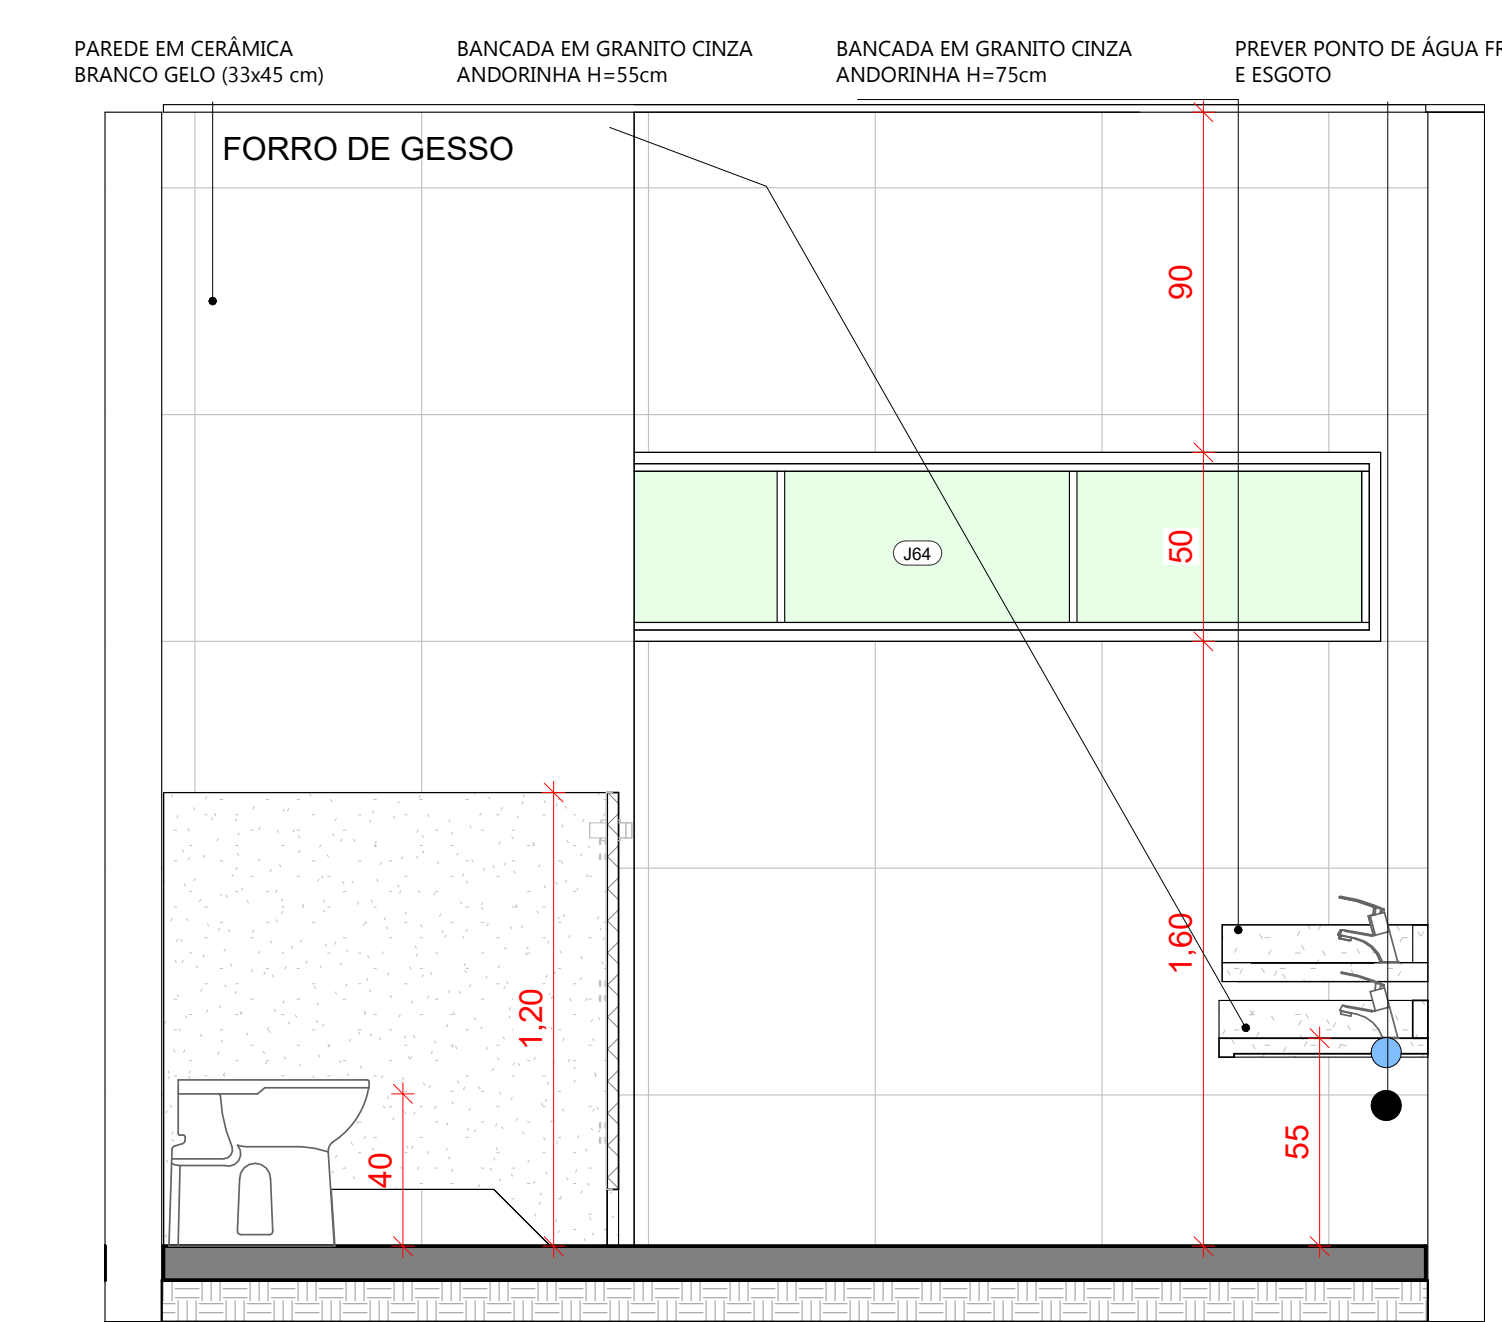 PAREDE EM CERÂMICA
BRANCO GELO (33x45 cm)
BANCADA EM GRANITO CINZA
ANDORINHA H=55cm
BANCADA EM GRANITO CINZA
ANDORINHA H=75cm
PREVER PONTO DE ÁGUA FR
E ESGOTO
FORRO DE GESSO
90
50
J64
1,60
1,20
40
55